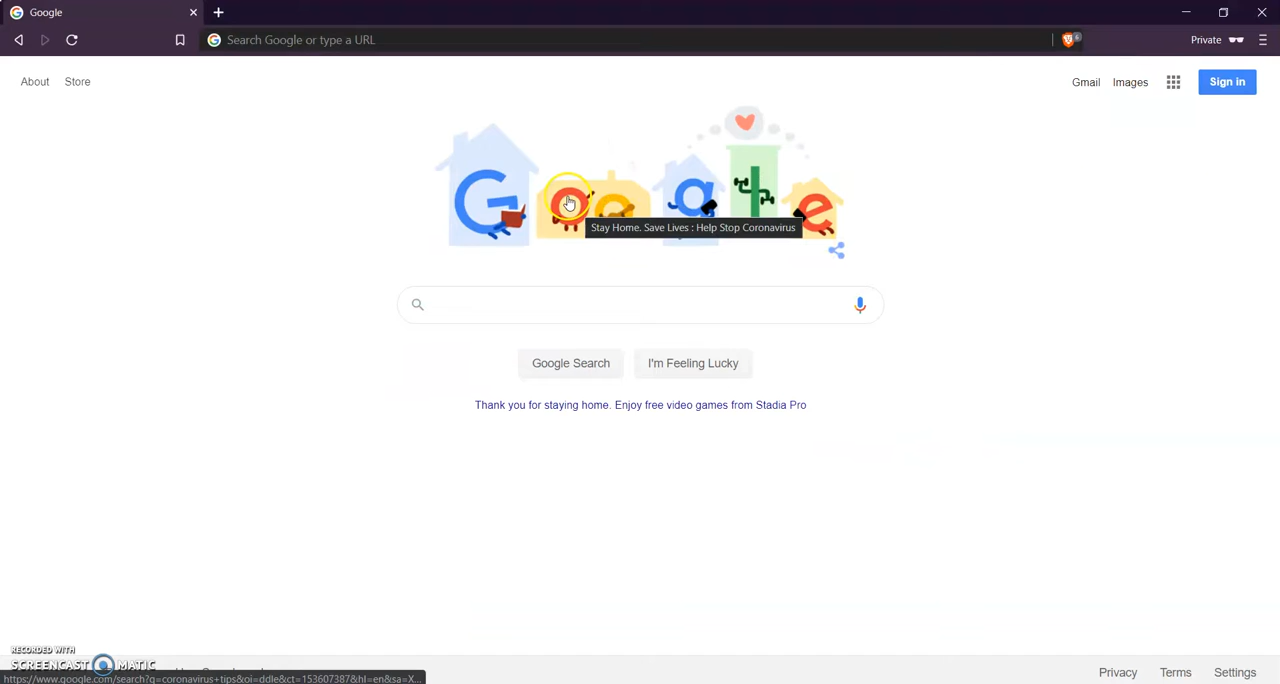 Google
Search Google or type a URL
6
Private
About
Store
Gmail
Images
Sign in
Stay Home. Save Lives : Help Stop Coronavirus
Google Search
I'm Feeling Lucky
Thank you for staying home. Enjoy free video games from Stadia Pro
RECORDED WITH
SCREENCAST MATIC
https://www.google.com/search?q=coronavirus+tips&oi=ddle&ct=153607387&hl=en&sa=X...
Privacy
Terms
Settings